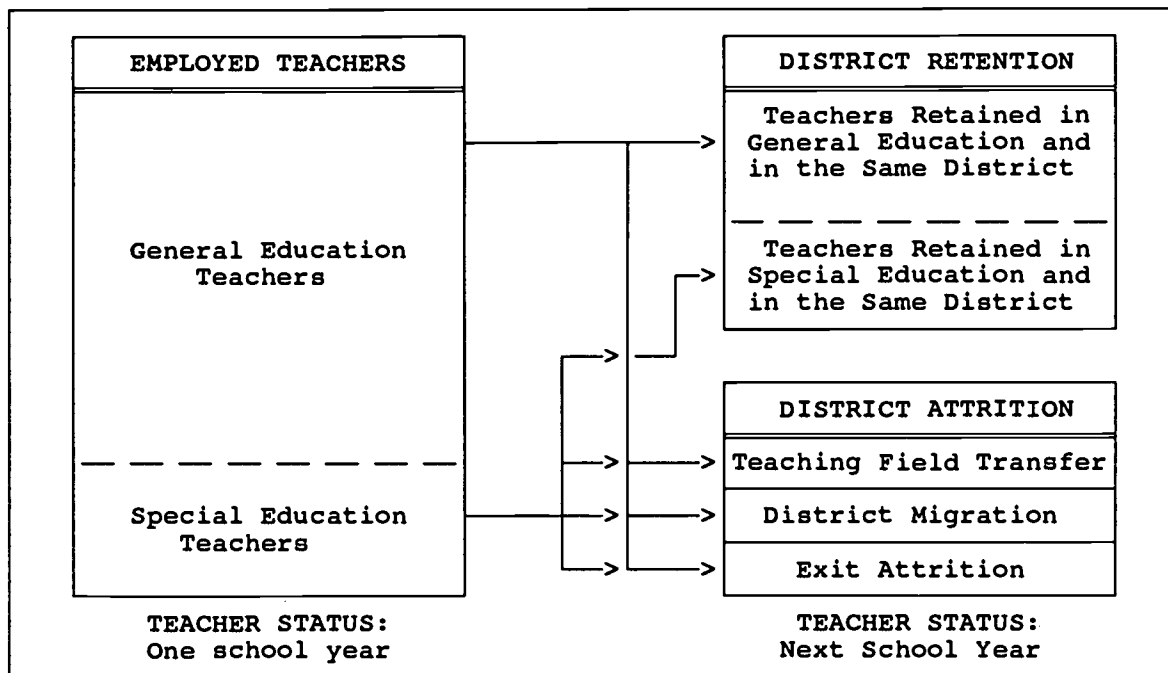 EMPLOYED TEACHERS
General Education
Teachers
Special Education
Teachers
TEACHER STATUS:
One school year
DISTRICT RETENTION
Teachers Retained in
General Education and
in the Same District
Teachers Retained in
Special Education and
in the Same District
DISTRICT ATTRITION
Teaching Field Transfer
District Migration
Exit Attrition
TEACHER STATUS:
Next School Year